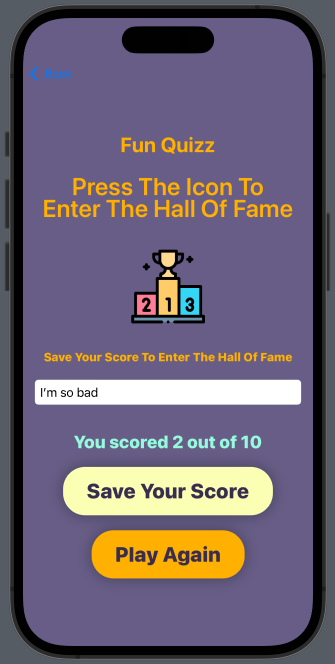 Back
Fun Quizz
Press The Icon To
Enter The Hall Of Fame
2 1 3
Save Your Score To Enter The Hall Of Fame
I'm so bad
You scored 2 out of 10
Save Your Score
Play Again